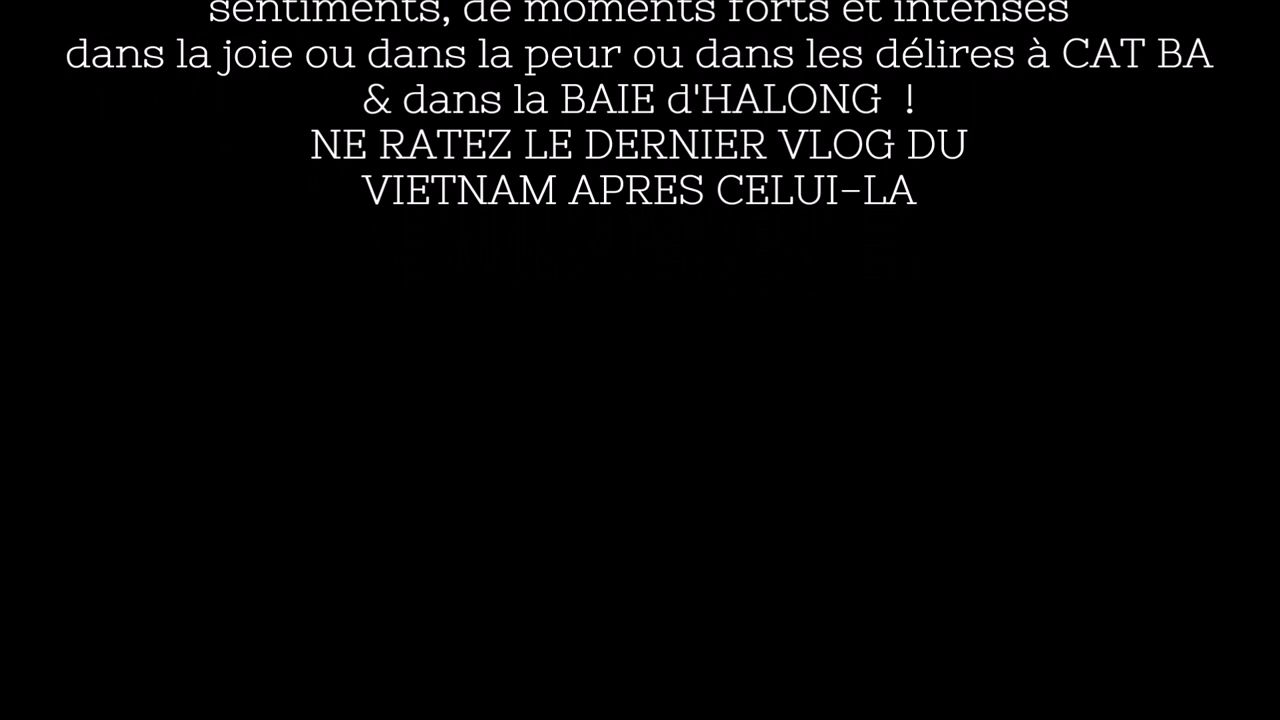 sentiments, de moments forts et intenses
dans la joie ou dans la peur ou dans les délires à CAT BA
& dans la BAIE d'HALONG !
NE RATEZ LE DERNIER VLOG DU
VIETNAM APRES CELUI-LA